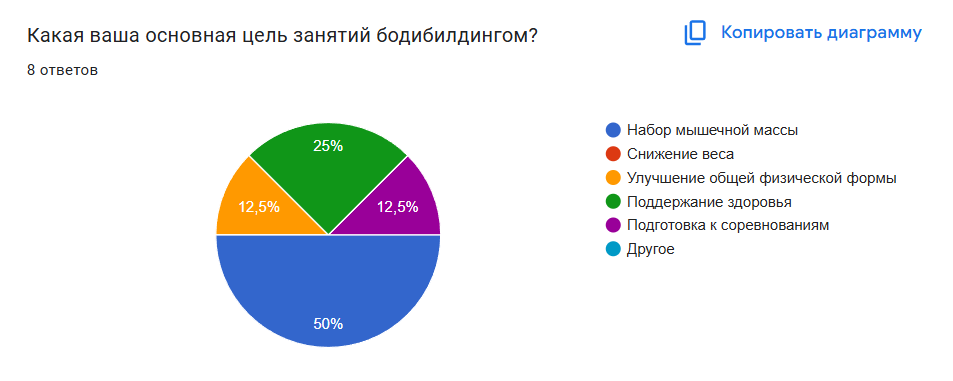 Какая ваша основная цель занятий бодибилдингом?
Копировать диаграмму
8 ответов
25%
12,5%
12,5%
50%
Набор мышечной массы
Снижение веса
Улучшение общей физической формы
Поддержание здоровья
Подготовка к соревнованиям
Другое